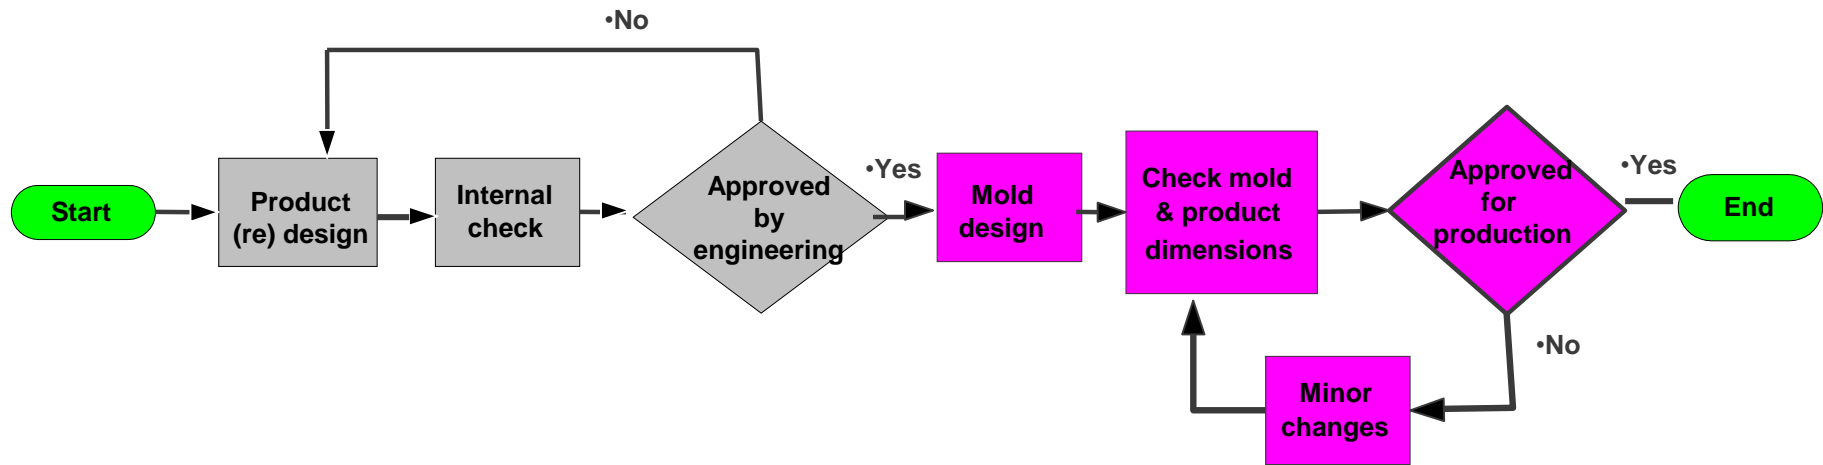 •No
Start
Product
(re) design
Internal
check
Approved
by
engineering
•Yes
Mold
design
Check mold
& product
dimensions
Approved
for
production
•Yes
End
•No
Minor
changes